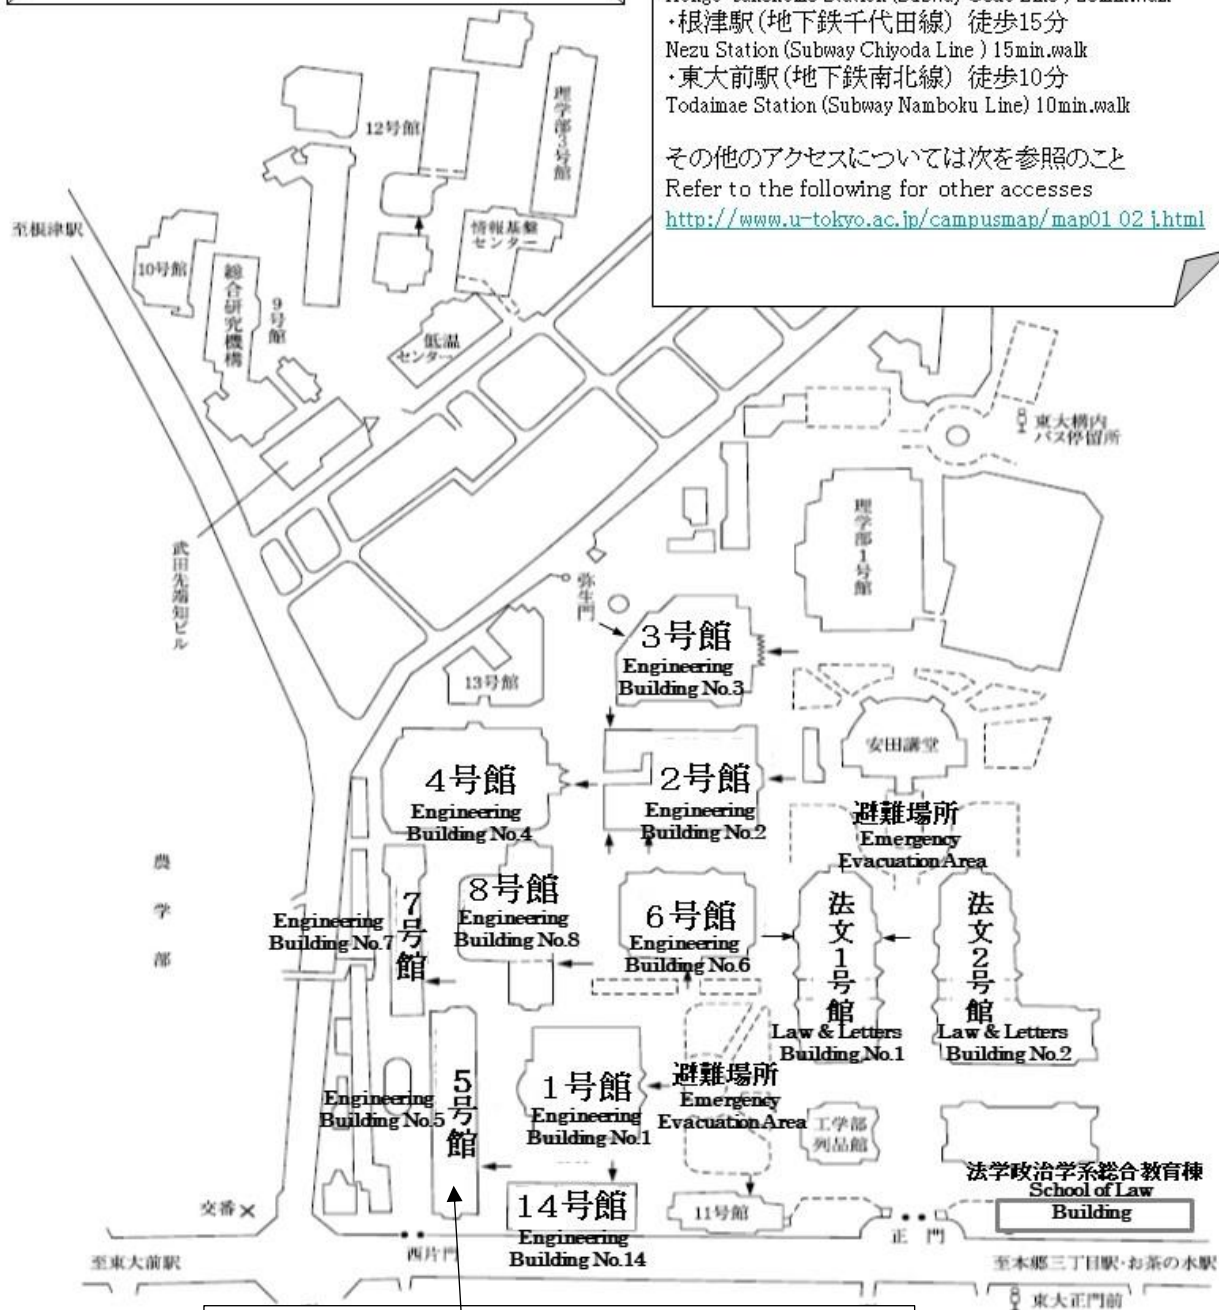 ・根津駅(地下鉄千代田線) 徒歩15分
Nezu Station (Subway Chiyoda Line ) 15min.walk
・東大前駅(地下鉄南北線) 徒歩10分
Todaimae Station (Subway Namboku Line) 10min.walk
その他のアクセスについては次を参照のこと
Refer to the following for other accesses
http://www.u-tokyo.ac.jp/campusmap/map01_02_j.html
理学部3号館
12号館
至根津駅
情報基盤
センター
10号館
総合研究機構
9号館
低温
センター
東大構内
バス停留所
理学部1号館
武田先端知ビル
弥生門
3号館
Engineering
Building No.3
13号館
安田講堂
4号館
Engineering
Building No.4
2号館
Engineering
Building No.2
避難場所
Emergency
Evacuation Area
農学部
7号館
Engineering
Building No.7
8号館
Engineering
Building No.8
6号館
Engineering
Building No.6
法文1号館
Law & Letters
Building No.1
法文2号館
Law & Letters
Building No.2
5号館
Engineering
Building No.5
1号館
Engineering
Building No.1
避難場所
Emergency
Evacuation Area
工学部
列品館
法学政治学系総合教育棟
School of Law
Building
交番
14号館
Engineering
Building No.14
11号館
西片門
正門
至東大前駅
至本郷三丁目駅・お茶の水駅
東大正門前